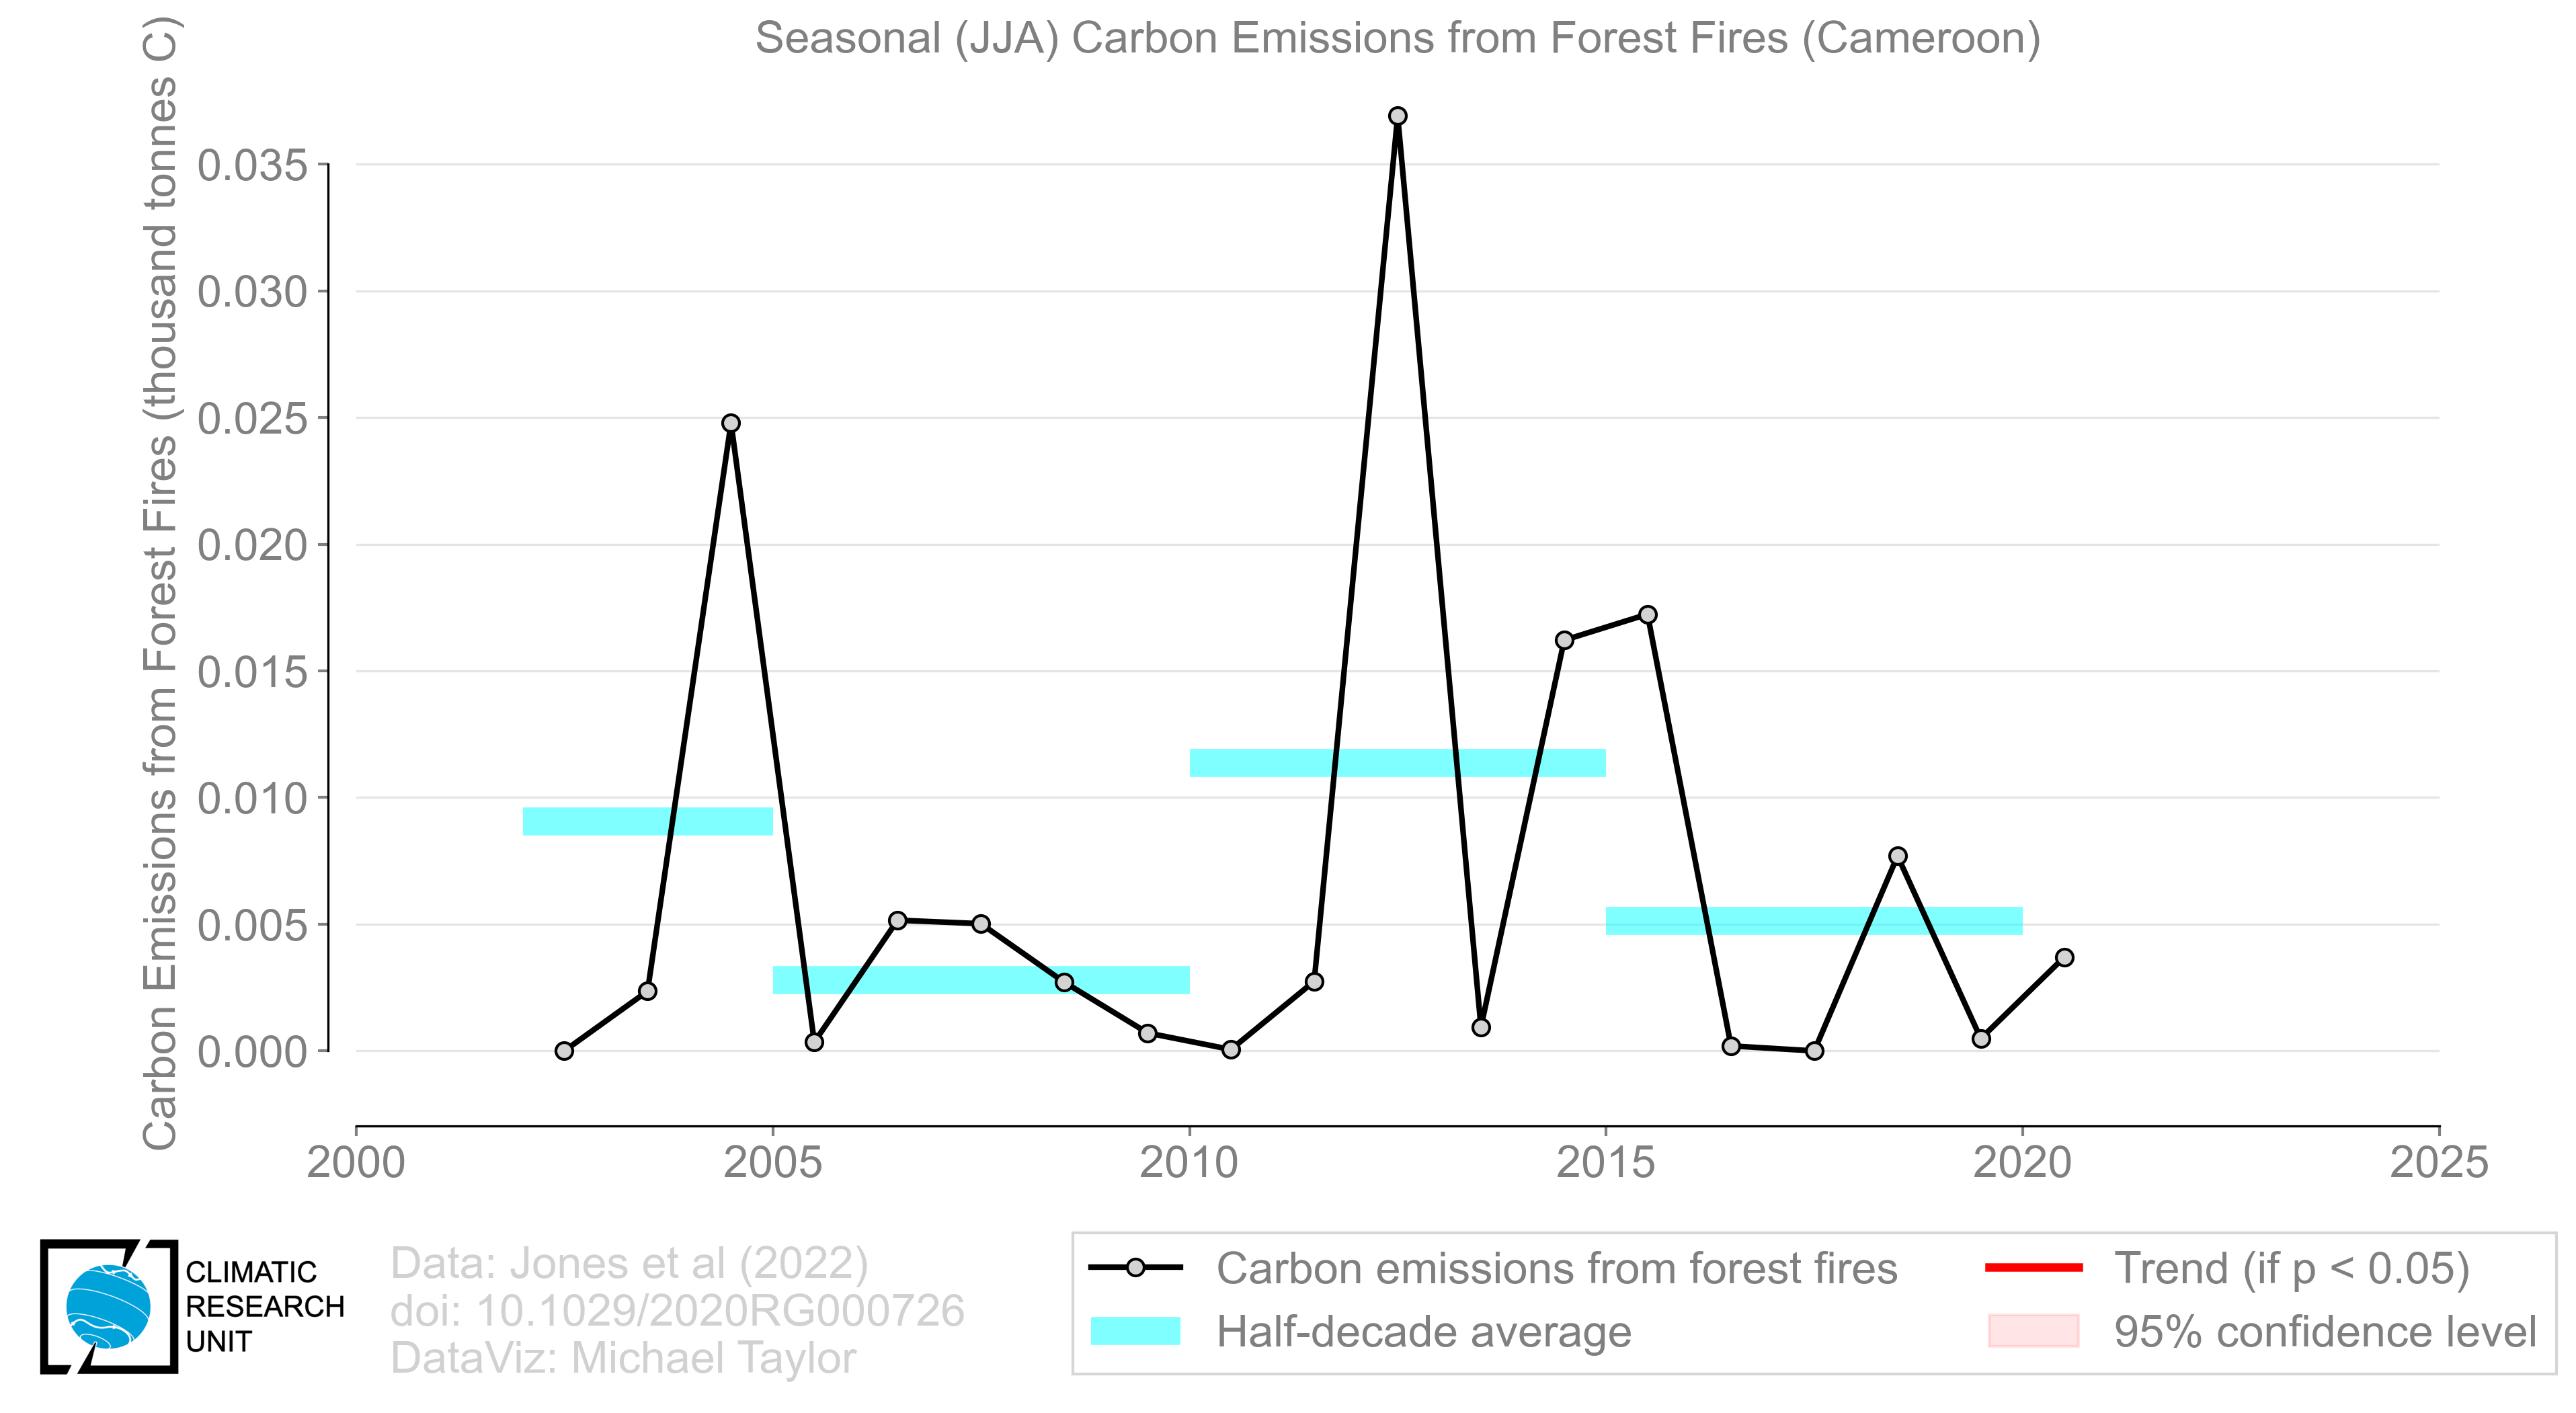 Seasonal (JJA) Carbon Emissions from Forest Fires (Cameroon)
Carbon Emissions from Forest Fires (thousand tonnes C)
0.035
0.030
0.025
0.020
0.015
0.010
0.005
0.000
2000 2005 2010 2015 2020 2025
CLIMATIC
RESEARCH
UNIT
Data: Jones et al (2022)
doi: 10.1029/2020RG000726
DataViz: Michael Taylor
Carbon emissions from forest fires
Half-decade average
Trend (if p < 0.05)
95% confidence level